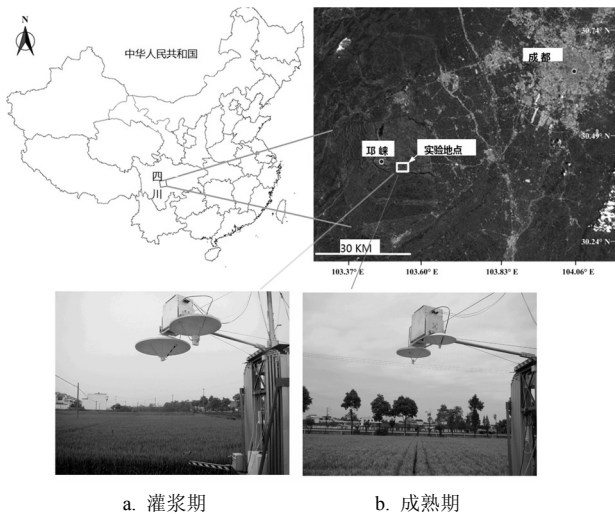 N
中华人民共和国
四
川
30.74° N
成都
30.49° N
邛崃
实验地点
30.24° N
30 KM
103.37° E 103.60° E 103.83° E 104.06° E
a. 灌浆期 b. 成熟期